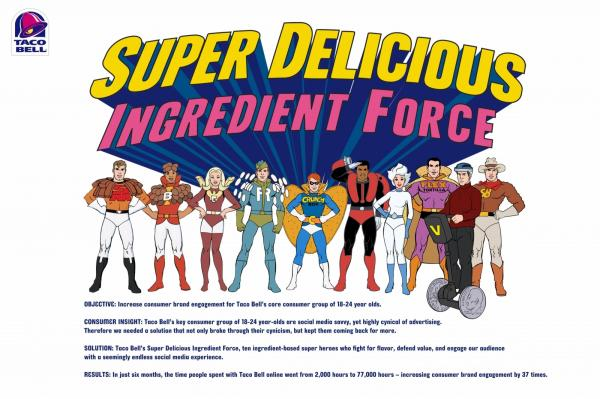 TACO
BELL
SUPER DELICIOUS
INGREDIENT FORCE
B
CRUNCH
FLEX
TORTILLA
V
OBJECTIVE: Increase consumer brand engagement for Taco Bell's core consumer group of 18-24 year olds.
CONSUMER INSIGHT: Taco Bell's key consumer group of 18-24 year-olds are social media savvy, yet highly cynical of advertising.
Therefore we needed a solution that not only broke through their cynicism, but kept them coming back for more.
SOLUTION: Taco Bell's Super Delicious Ingredient Force, ten ingredient-based super heroes who fight for flavor, defend value, and engage our audience
with a seemingly endless social media experience.
RESULTS: In just six months, the time people spent with Taco Bell online went from 2,000 hours to 77,000 hours – increasing consumer brand engagement by 37 times.